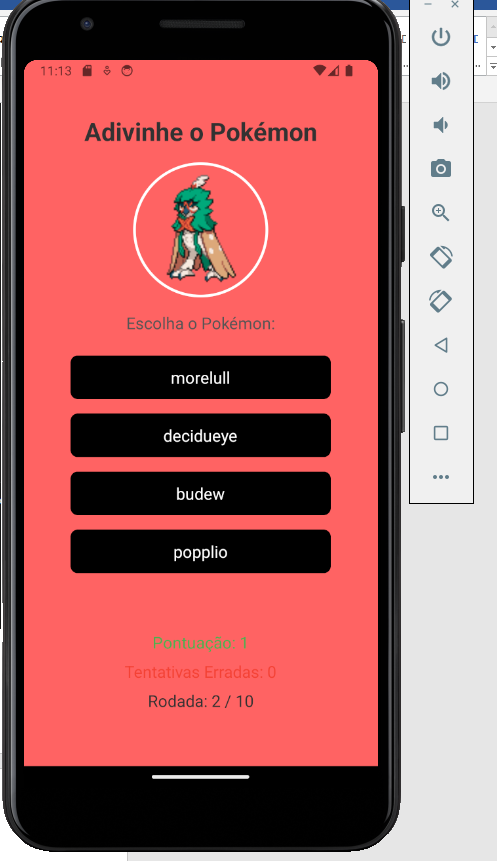 11:13
Adivinhe o Pokémon
Escolha o Pokémon:
morelull
decidueye
budew
popplio
Pontuação: 1
Tentativas Erradas: 0
Rodada: 2 / 10